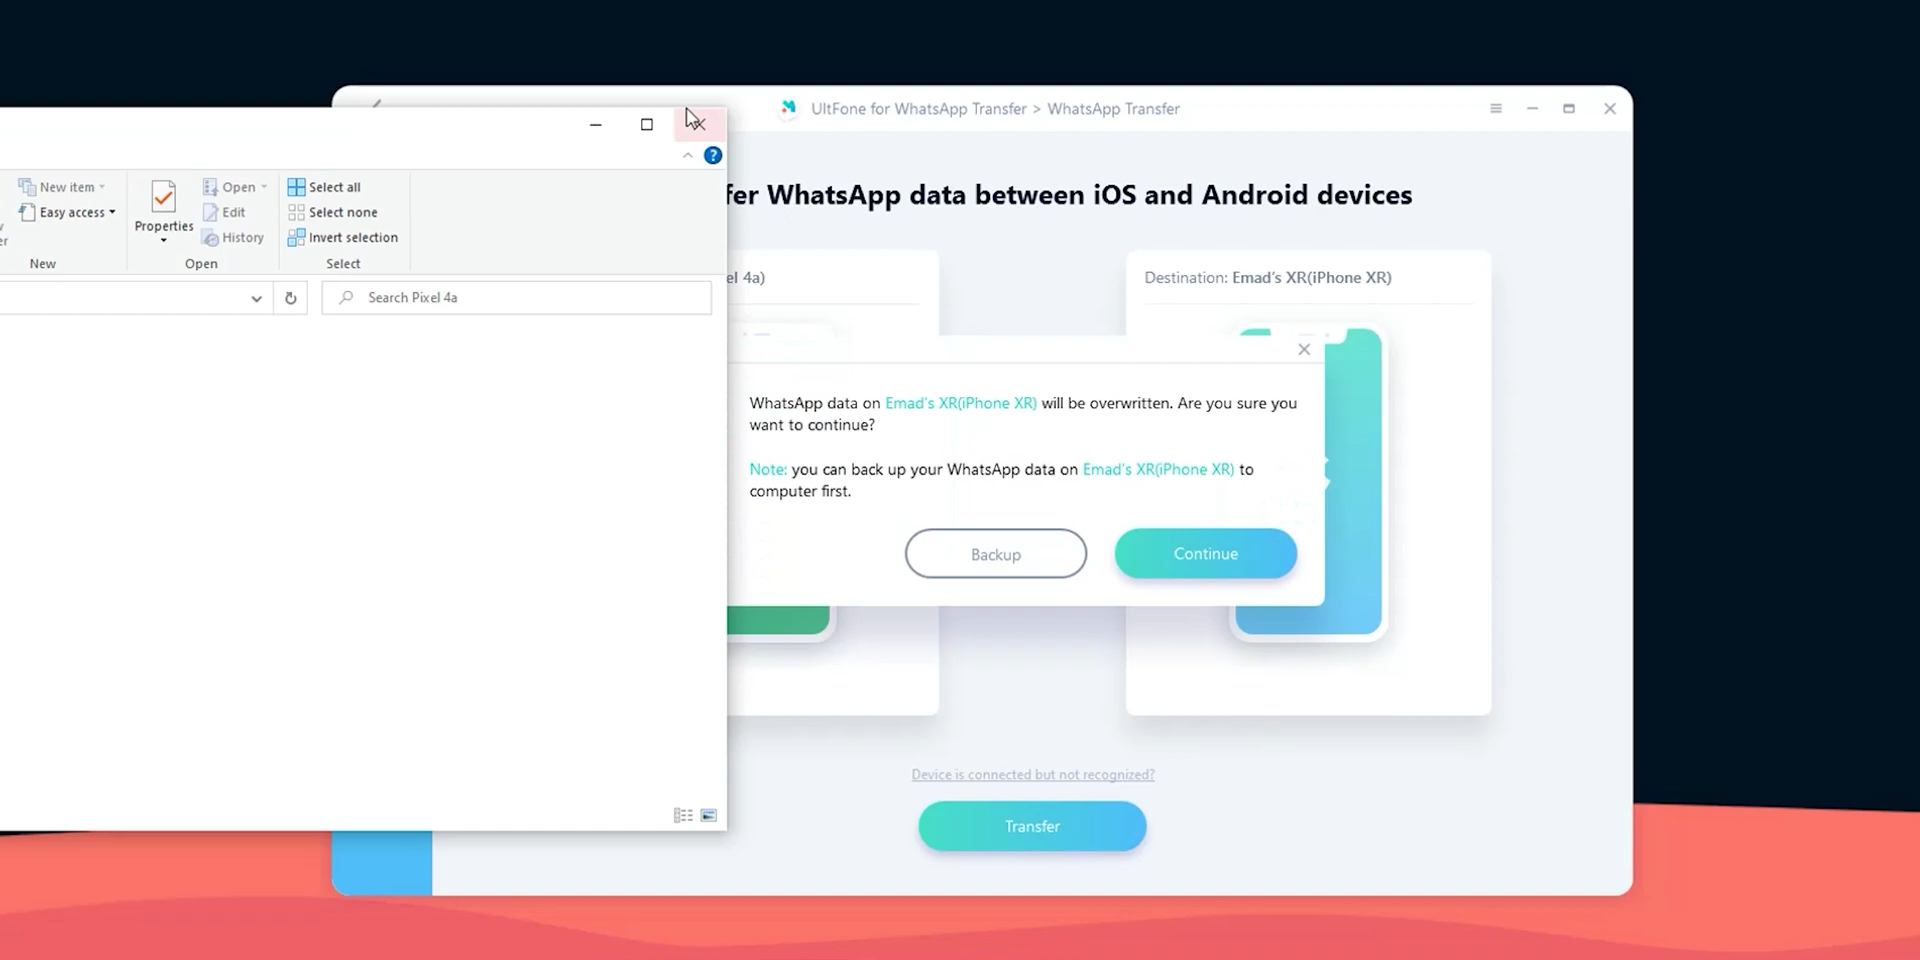 UltFone for WhatsApp Transfer > WhatsApp Transfer
?
New item
Easy access
Properties
Open
Edit
History
Select all
Select none
Invert selection
New
Open
Select
Search Pixel 4a
fer WhatsApp data between iOS and Android devices
el 4a)
Destination: Emad's XR(iPhone XR)
WhatsApp data on Emad's XR(iPhone XR) will be overwritten. Are you sure you
want to continue?
Note: you can back up your WhatsApp data on Emad's XR(iPhone XR) to
computer first.
Backup
Continue
Device is connected but not recognized?
Transfer